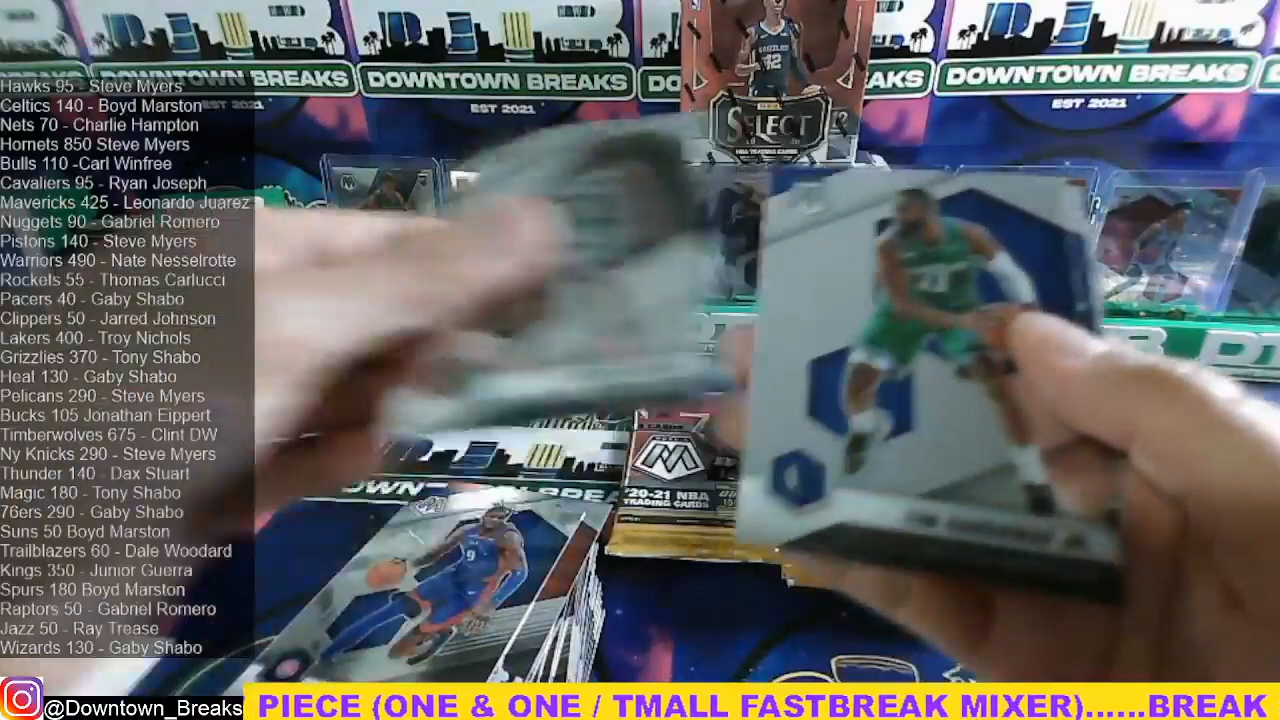 DOWNTOWN BREAKS
EST 2021
DOWNTOWN BREAKS
EST 2021
DOWNTOWN BREAKS
EST 2021
GRIZZLIES
12
SELECT
NBA TRADING CARDS
Hawks 95 - Steve Myers
Celtics 140 - Boyd Marston
Nets 70 - Charlie Hampton
Hornets 850 Steve Myers
Bulls 110 -Carl Winfree
Cavaliers 95 - Ryan Joseph
Mavericks 425 - Leonardo Juarez
Nuggets 90 - Gabriel Romero
Pistons 140 - Steve Myers
Warriors 490 - Nate Nesselrotte
Rockets 55 - Thomas Carlucci
Pacers 40 - Gaby Shabo
Clippers 50 - Jarred Johnson
Lakers 400 - Troy Nichols
Grizzlies 370 - Tony Shabo
Heat 130 - Gaby Shabo
Pelicans 290 - Steve Myers
Bucks 105 Jonathan Eippert
Timberwolves 675 - Clint DW
Ny Knicks 290 - Steve Myers
Thunder 140 - Dax Stuart
Magic 180 - Tony Shabo
76ers 290 - Gaby Shabo
Suns 50 Boyd Marston
Trailblazers 60 - Dale Woodard
Kings 350 - Junior Guerra
Spurs 180 Boyd Marston
Raptors 50 - Gabriel Romero
Jazz 50 - Ray Trease
Wizards 130 - Gaby Shabo
'20-21 NBA
TRADING CARDS
9
@Downtown_Breaks
PIECE (ONE & ONE / TMALL FASTBREAK MIXER)......BREAK